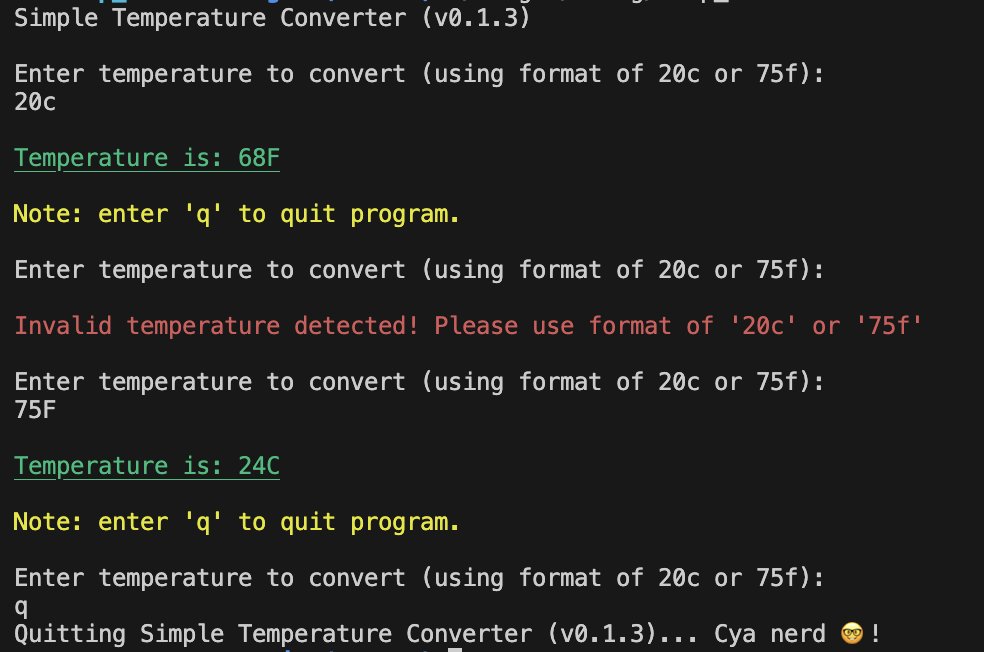 Simple Temperature Converter (v0.1.3)
Enter temperature to convert (using format of 20c or 75f):
20c
Temperature is: 68F
Note: enter 'q' to quit program.
Enter temperature to convert (using format of 20c or 75f):
Invalid temperature detected! Please use format of '20c' or '75f'
Enter temperature to convert (using format of 20c or 75f):
75F
Temperature is: 24C
Note: enter 'q' to quit program.
Enter temperature to convert (using format of 20c or 75f):
q
Quitting Simple Temperature Converter (v0.1.3)... Cya nerd 🤓!